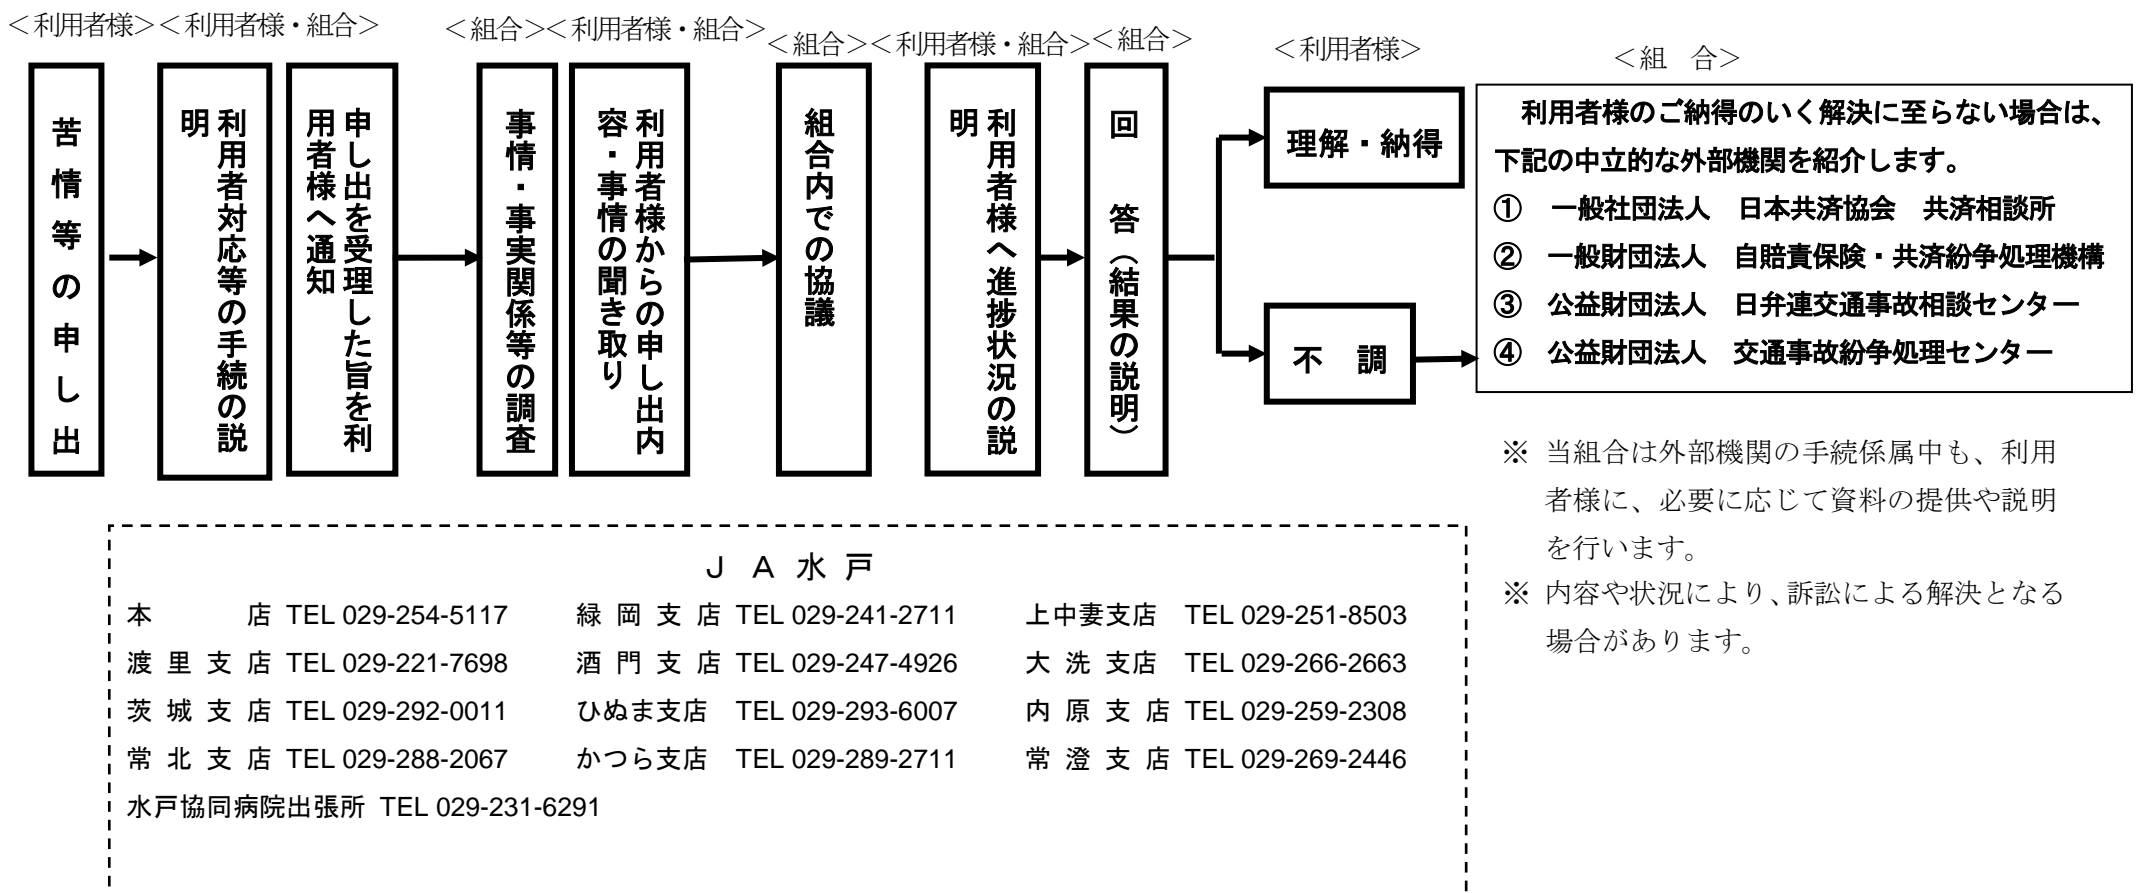 ＜利用者様＞＜利用者様・組合＞　＜組合＞＜利用者様・組合＞＜組合＞＜利用者様・組合＞＜組合＞　＜利用者様＞　＜組　合＞
苦情等の申し出
利用者対応等の手続の説
明
申し出を受理した旨を利
用者様へ通知
事情・事実関係等の調査
利用者様からの申し出内
容・事情の聞き取り
組合内での協議
利用者様へ進捗状況の説
明
回　答（結果の説明）
理解・納得
不　調
利用者様のご納得のいく解決に至らない場合は、
下記の中立的な外部機関を紹介します。
①　一般社団法人　日本共済協会　共済相談所
②　一般財団法人　自賠責保険・共済紛争処理機構
③　公益財団法人　日弁連交通事故相談センター
④　公益財団法人　交通事故紛争処理センター
※ 当組合は外部機関の手続係属中も、利用
者様に、必要に応じて資料の提供や説明
を行います。
※ 内容や状況により、訴訟による解決となる
場合があります。
ＪＡ水戸
本　　店 TEL 029-254-5117　緑岡支店 TEL 029-241-2711　上中妻支店 TEL 029-251-8503
渡里支店 TEL 029-221-7698　酒門支店 TEL 029-247-4926　大洗支店 TEL 029-266-2663
茨城支店 TEL 029-292-0011　ひぬま支店 TEL 029-293-6007　内原支店 TEL 029-259-2308
常北支店 TEL 029-288-2067　かつら支店 TEL 029-289-2711　常澄支店 TEL 029-269-2446
水戸協同病院出張所 TEL 029-231-6291